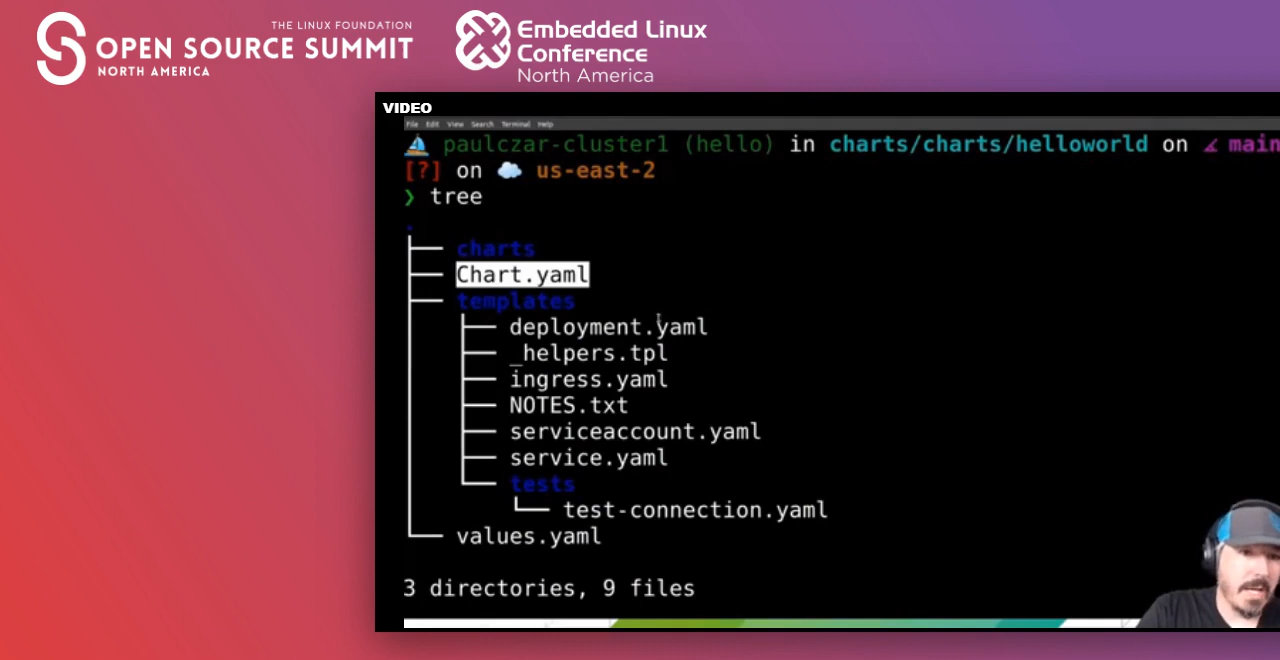 THE LINUX FOUNDATION
OPEN SOURCE SUMMIT
NORTH AMERICA
Embedded Linux
Conference
North America
VIDEO
File Edit View Search Terminal Help
paulczar-cluster1 (hello) in charts/charts/helloworld on main
[?] on us-east-2
❯ tree
.
├── charts
├── Chart.yaml
├── templates
│   ├── deployment.yaml
│   ├── _helpers.tpl
│   ├── ingress.yaml
│   ├── NOTES.txt
│   ├── serviceaccount.yaml
│   ├── service.yaml
│   └── tests
│       └── test-connection.yaml
└── values.yaml
3 directories, 9 files